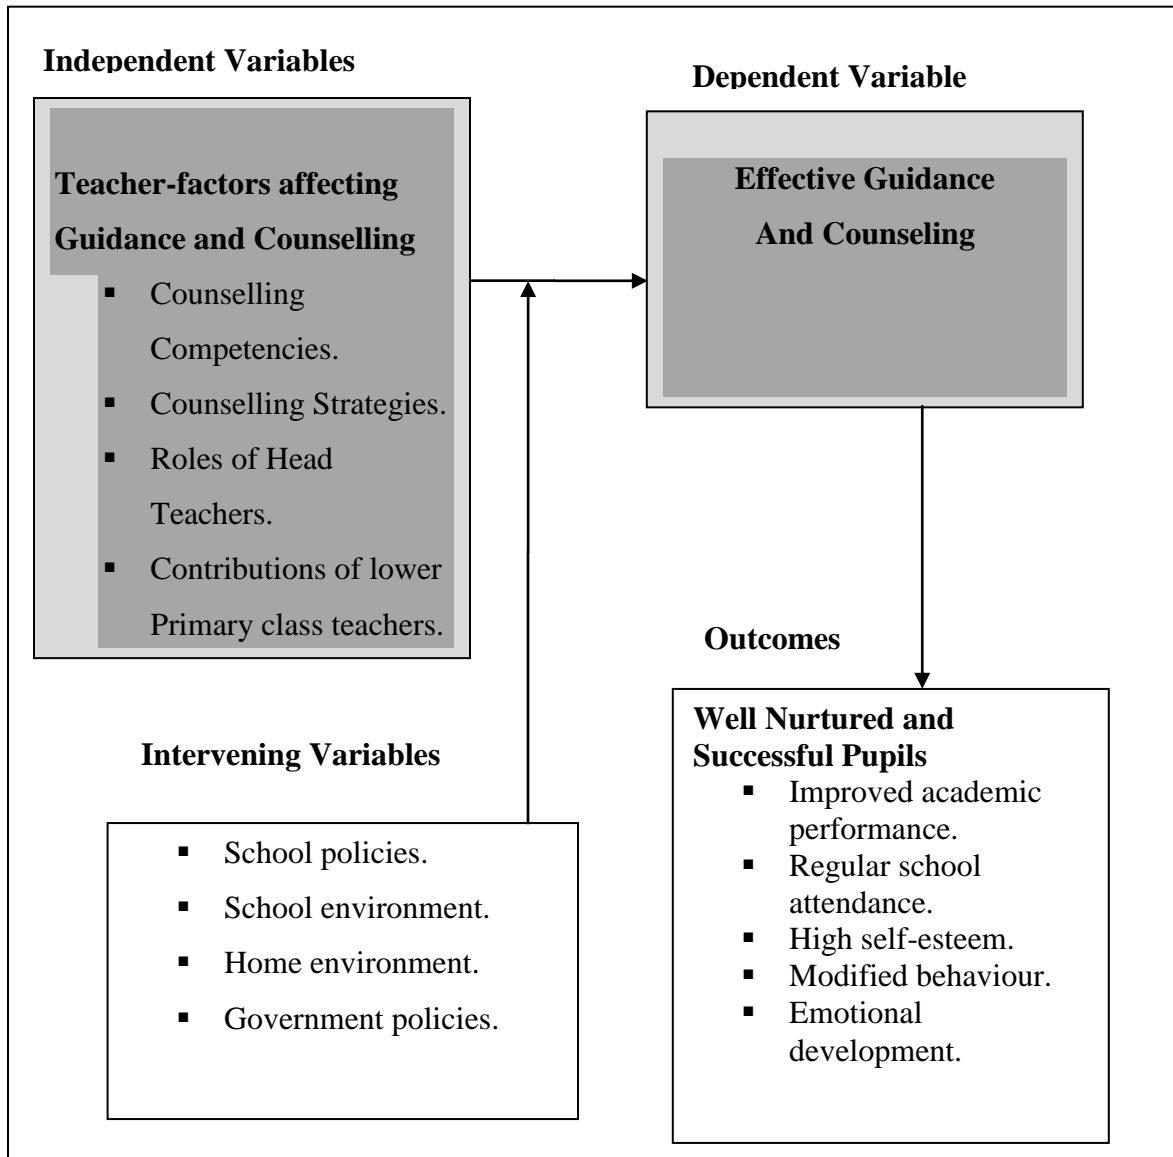 Independent Variables
Teacher-factors affecting
Guidance and Counselling
▪ Counselling
Competencies.
▪ Counselling Strategies.
▪ Roles of Head
Teachers.
▪ Contributions of lower
Primary class teachers.
Dependent Variable
Effective Guidance
And Counseling
Intervening Variables
▪ School policies.
▪ School environment.
▪ Home environment.
▪ Government policies.
Outcomes
Well Nurtured and
Successful Pupils
▪ Improved academic
performance.
▪ Regular school
attendance.
▪ High self-esteem.
▪ Modified behaviour.
▪ Emotional
development.